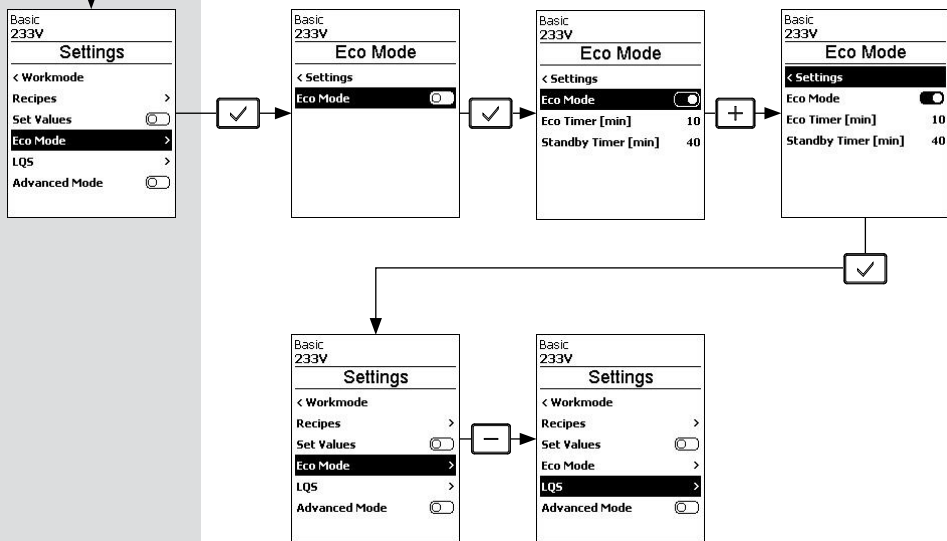 Basic
233V
Settings
< Workmode
Recipes >
Set Values
Eco Mode >
LQS >
Advanced Mode
Basic
233V
Eco Mode
< Settings
Eco Mode
Basic
233V
Eco Mode
< Settings
Eco Mode
Eco Timer [min] 10
Standby Timer [min] 40
+
Basic
233V
Eco Mode
< Settings
Eco Mode
Eco Timer [min] 10
Standby Timer [min] 40
Basic
233V
Settings
< Workmode
Recipes >
Set Values
Eco Mode >
LQS >
Advanced Mode
−
Basic
233V
Settings
< Workmode
Recipes >
Set Values
Eco Mode >
LQS >
Advanced Mode